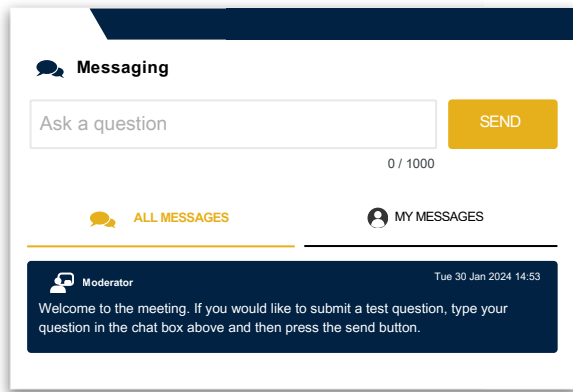 Messaging
Ask a question
SEND
0 / 1000
ALL MESSAGES
MY MESSAGES
Moderator
Tue 30 Jan 2024 14:53
Welcome to the meeting. If you would like to submit a test question, type your
question in the chat box above and then press the send button.